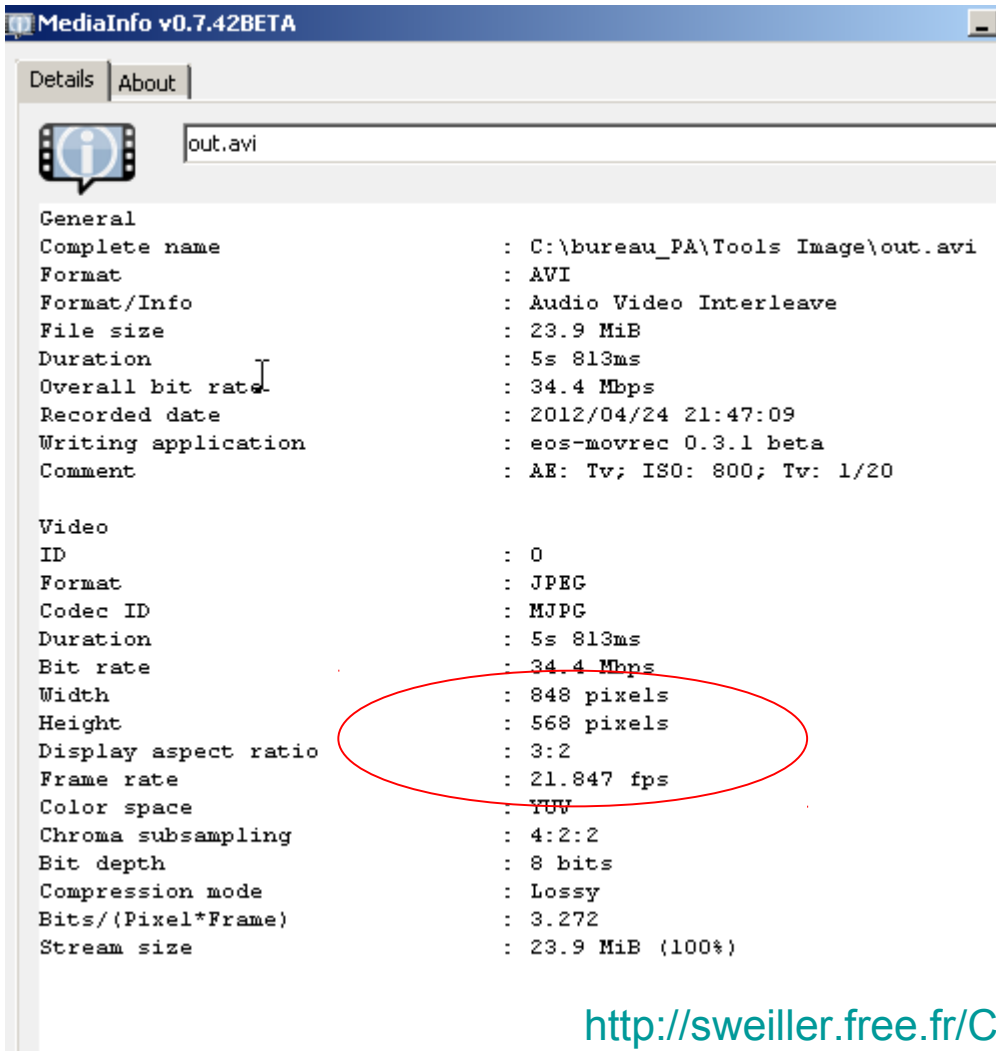 MediaInfo v0.7.42BETA
Details About
out.avi
General
Complete name : C:\bureau_PA\Tools Image\out.avi
Format : AVI
Format/Info : Audio Video Interleave
File size : 23.9 MiB
Duration : 5s 813ms
Overall bit rate : 34.4 Mbps
Recorded date : 2012/04/24 21:47:09
Writing application : eos-movrec 0.3.1 beta
Comment : AE: Tv; ISO: 800; Tv: 1/20
Video
ID : 0
Format : JPEG
Codec ID : MJPG
Duration : 5s 813ms
Bit rate : 34.4 Mbps
Width : 848 pixels
Height : 568 pixels
Display aspect ratio : 3:2
Frame rate : 21.847 fps
Color space : YUV
Chroma subsampling : 4:2:2
Bit depth : 8 bits
Compression mode : Lossy
Bits/(Pixel*Frame) : 3.272
Stream size : 23.9 MiB (100%)
http://sweiller.free.fr/C